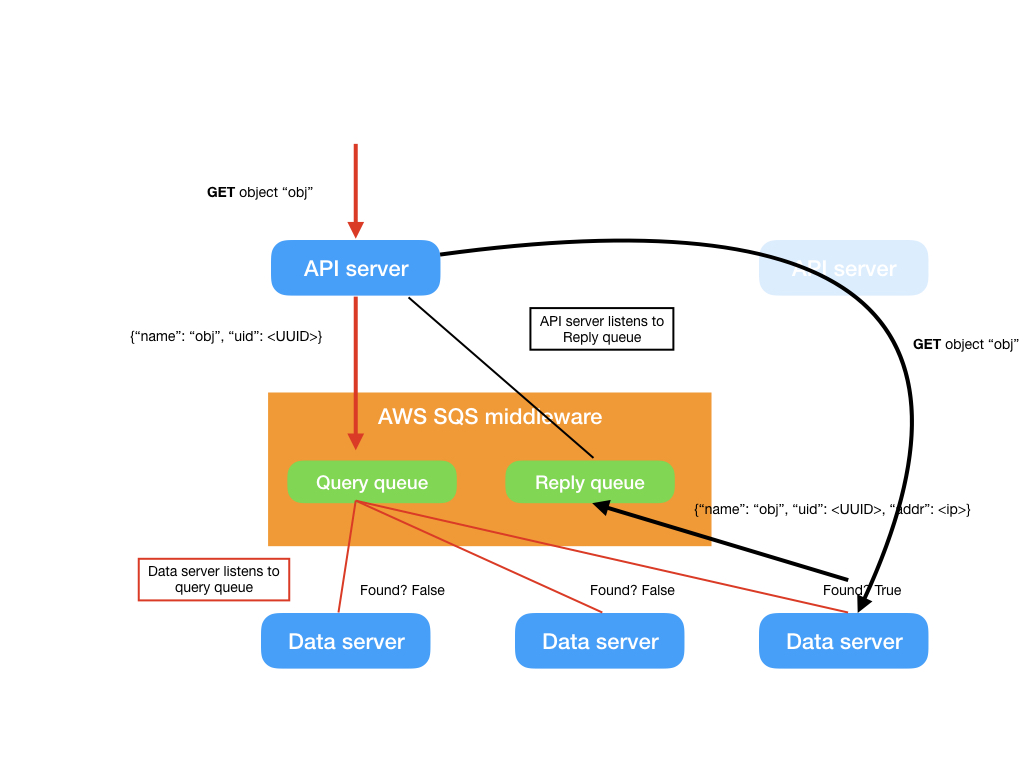 GET object “obj”
API server
API server
{“name”: “obj”, “uid”: <UUID>}
API server listens to
Reply queue
GET object “obj”
AWS SQS middleware
Query queue
Reply queue
{“name”: “obj”, “uid”: <UUID>, “addr”: <ip>}
Data server listens to
query queue
Found? False
Found? False
Found? True
Data server
Data server
Data server